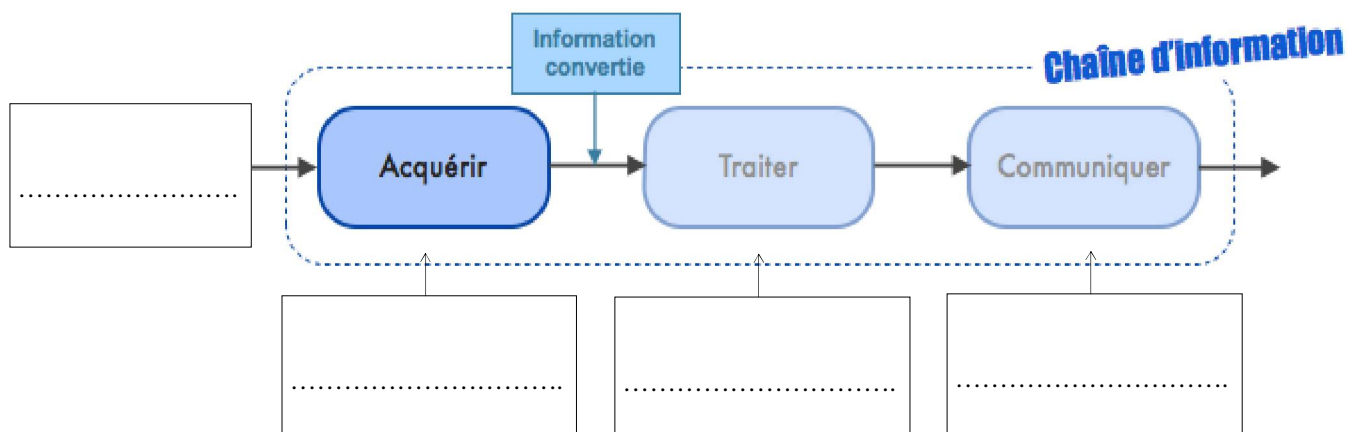 Information
convertie
Chaîne d'information
Acquérir
Traiter
Communiquer
.........................
...............................
...............................
...............................